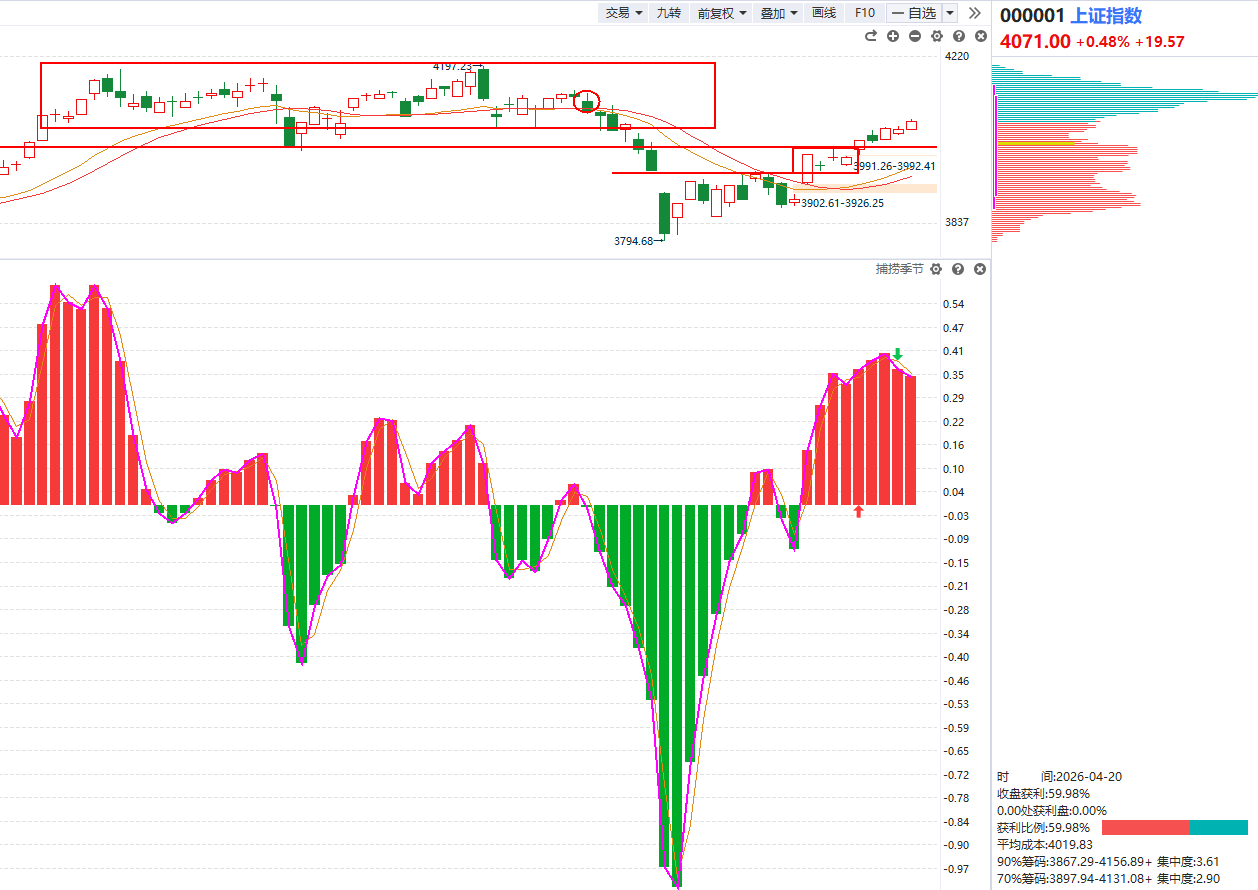 交易 九转 前复权 叠加 画线 F10 一自选
000001 上证指数
4071.00 +0.48% +19.57
4220
4197.23
3991.26-3992.41
3902.61-3926.25
3837
3794.68
捕捞季节
0.54
0.47
0.41
0.35
0.29
0.22
0.16
0.10
0.04
-0.03
-0.09
-0.15
-0.21
-0.28
-0.34
-0.40
-0.46
-0.53
-0.59
-0.65
-0.72
-0.78
-0.84
-0.90
-0.97
时 间:2026-04-20
收盘获利:59.98%
0.00处获利盘:0.00%
获利比例:59.98%
平均成本:4019.83
90%筹码:3867.29-4156.89+ 集中度:3.61
70%筹码:3897.94-4131.08+ 集中度:2.90